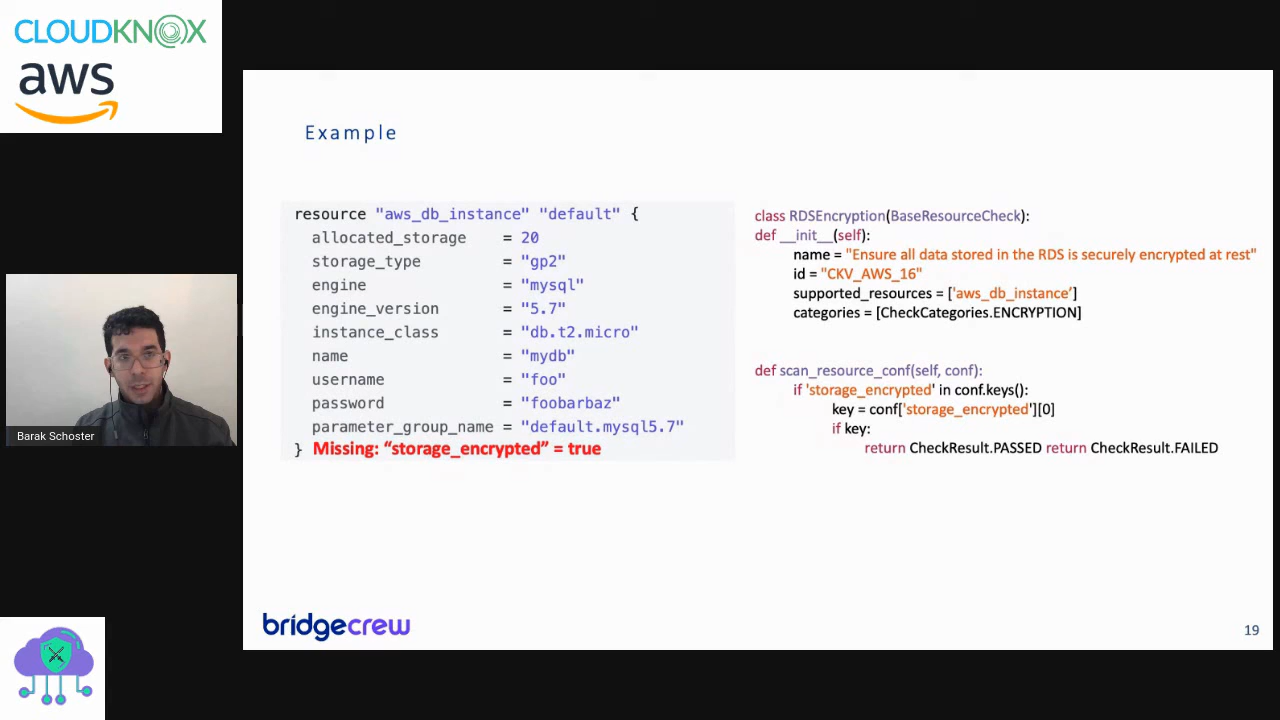 CLOUDKNOX
aws
Example
resource "aws_db_instance" "default" {
allocated_storage = 20
storage_type = "gp2"
engine = "mysql"
engine_version = "5.7"
instance_class = "db.t2.micro"
name = "mydb"
username = "foo"
password = "foobarbaz"
parameter_group_name = "default.mysql5.7"
} Missing: “storage_encrypted” = true
class RDSEncryption(BaseResourceCheck):
def __init__(self):
name = "Ensure all data stored in the RDS is securely encrypted at rest"
id = "CKV_AWS_16"
supported_resources = ['aws_db_instance’]
categories = [CheckCategories.ENCRYPTION]
def scan_resource_conf(self, conf):
if 'storage_encrypted' in conf.keys():
key = conf['storage_encrypted'][0]
if key:
return CheckResult.PASSED return CheckResult.FAILED
Barak Schoster
bridgecrew
19